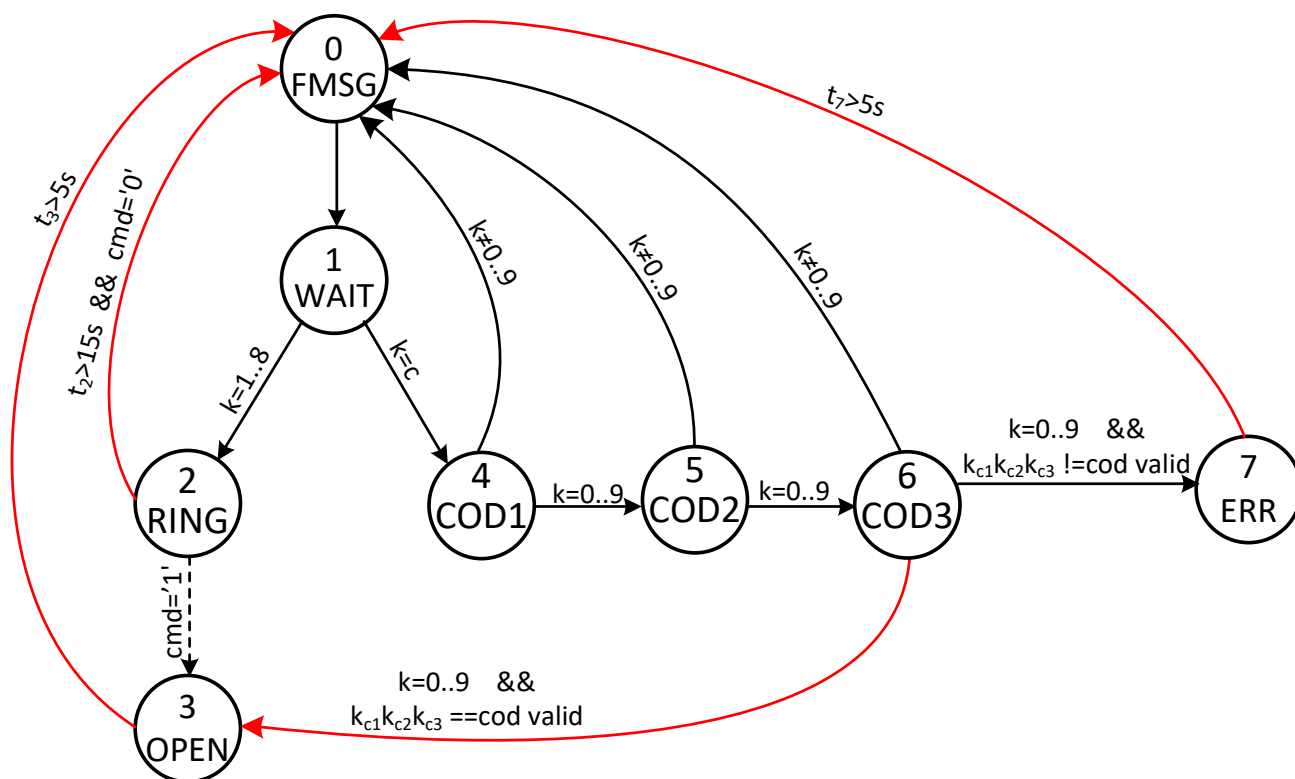 0
FMSG
t₇>5s
t₃>5s
t₂>15s && cmd='0'
k≠0..9
k≠0..9
k≠0..9
1
WAIT
k=1..8
k=c
2
RING
4
COD1
k=0..9
5
COD2
k=0..9
6
COD3
k=0..9 &&
kc1kc2kc3 !=cod valid
7
ERR
cmd='1'
3
OPEN
k=0..9 &&
kc1kc2kc3 ==cod valid